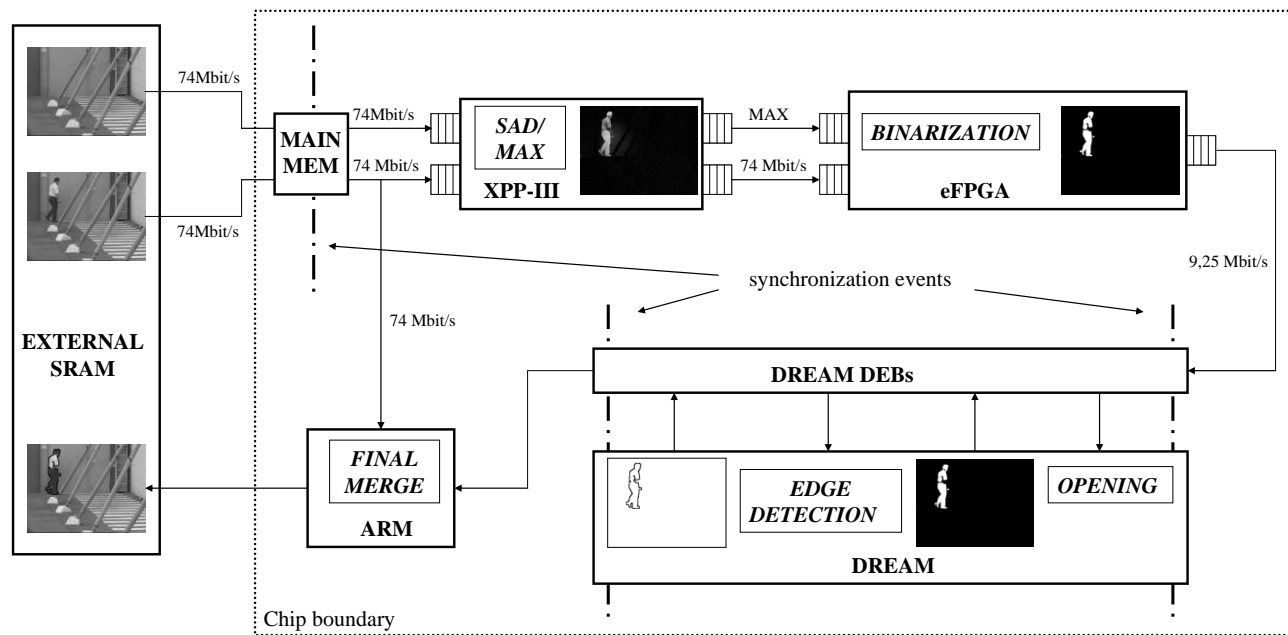 74Mbit/s
74Mbit/s
EXTERNAL
SRAM
MAIN
MEM
74Mbit/s
74 Mbit/s
SAD/
MAX
XPP-III
MAX
74 Mbit/s
BINARIZATION
eFPGA
9,25 Mbit/s
synchronization events
74 Mbit/s
DREAM DEBs
FINAL
MERGE
ARM
EDGE
DETECTION
OPENING
DREAM
Chip boundary